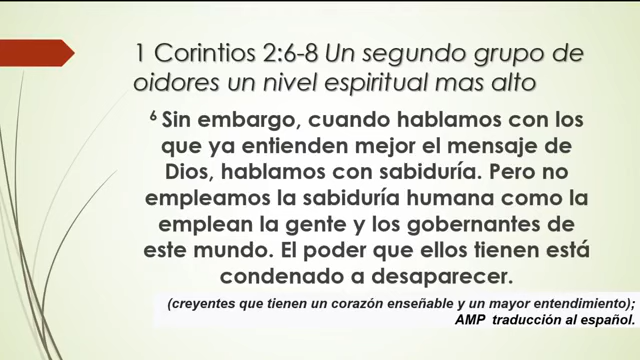 1 Corintios 2:6-8 Un segundo grupo de
oidores un nivel espiritual mas alto
⁶ Sin embargo, cuando hablamos con los
que ya entienden mejor el mensaje de
Dios, hablamos con sabiduría. Pero no
empleamos la sabiduría humana como la
emplean la gente y los gobernantes de
este mundo. El poder que ellos tienen está
condenado a desaparecer.
(creyentes que tienen un corazón enseñable y un mayor entendimiento);
AMP traducción al español.